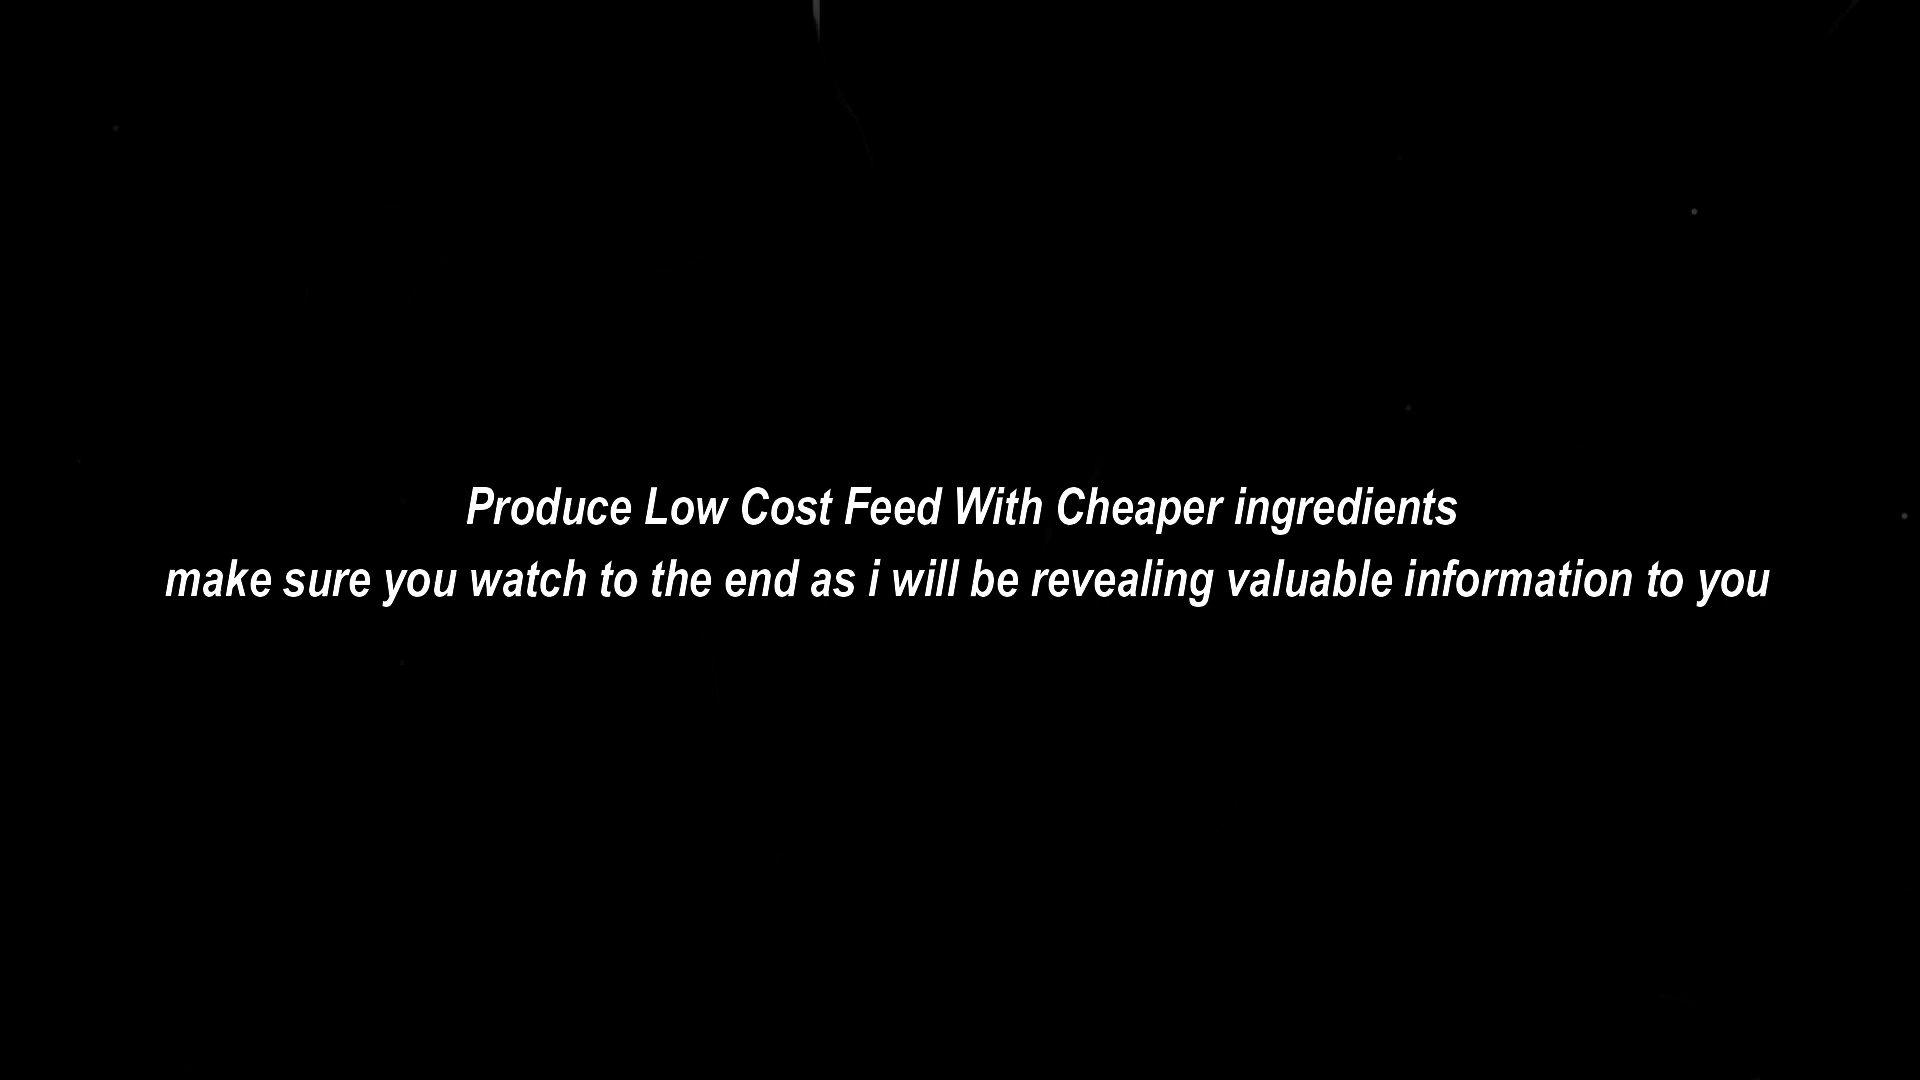 Produce Low Cost Feed With Cheaper ingredients
make sure you watch to the end as i will be revealing valuable information to you